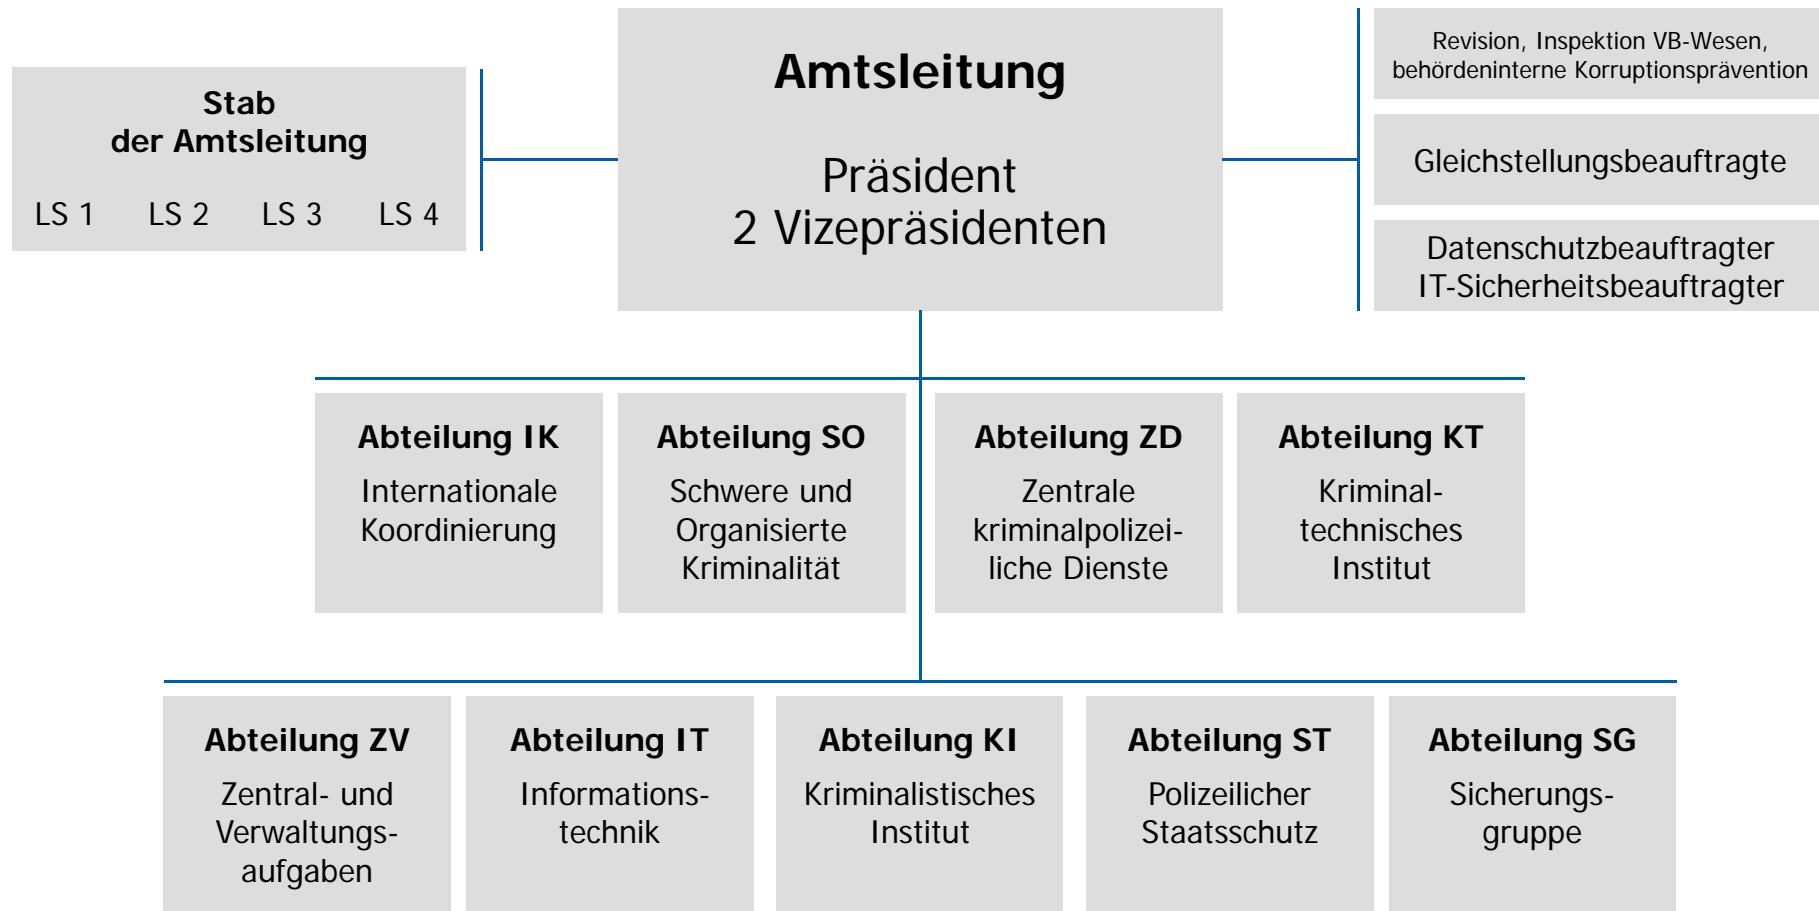 Stab
der Amtsleitung
LS 1 LS 2 LS 3 LS 4
Amtsleitung
Präsident
2 Vizepräsidenten
Revision, Inspektion VB-Wesen,
behördeninterne Korruptionsprävention
Gleichstellungsbeauftragte
Datenschutzbeauftragter
IT-Sicherheitsbeauftragter
Abteilung IK
Internationale
Koordinierung
Abteilung SO
Schwere und
Organisierte
Kriminalität
Abteilung ZD
Zentrale
kriminalpolizei-
liche Dienste
Abteilung KT
Kriminal-
technisches
Institut
Abteilung ZV
Zentral- und
Verwaltungs-
aufgaben
Abteilung IT
Informations-
technik
Abteilung KI
Kriminalistisches
Institut
Abteilung ST
Polizeilicher
Staatsschutz
Abteilung SG
Sicherungs-
gruppe